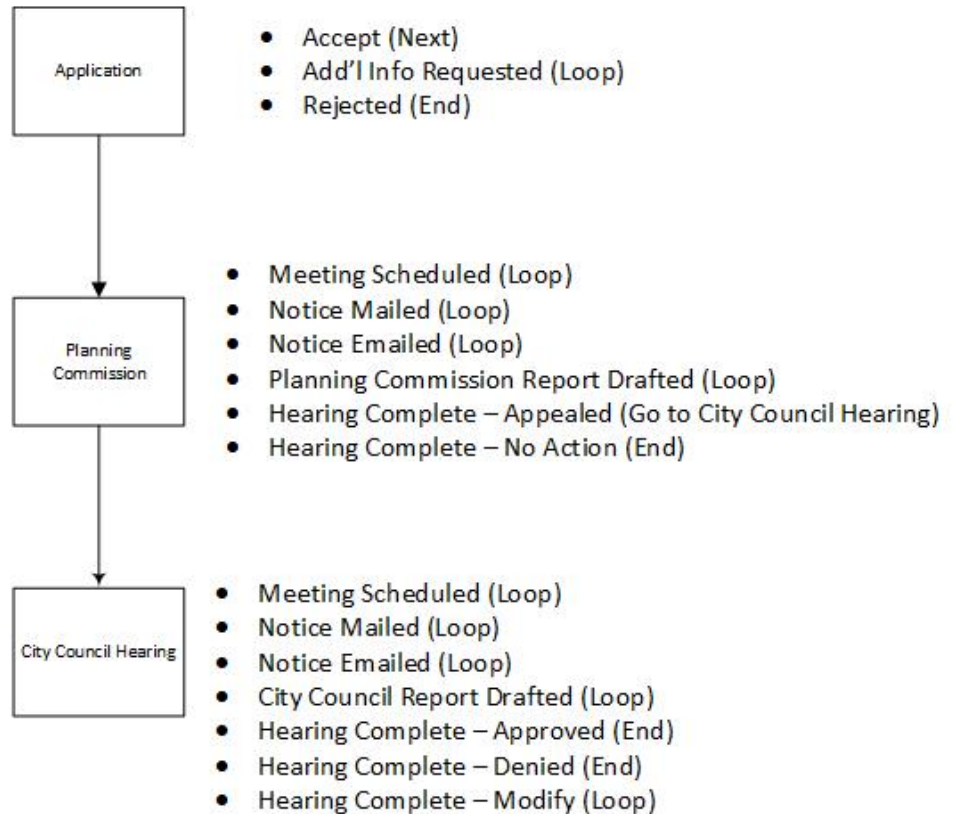 Application
• Accept (Next)
• Add’l Info Requested (Loop)
• Rejected (End)
Planning
Commission
• Meeting Scheduled (Loop)
• Notice Mailed (Loop)
• Notice Emailed (Loop)
• Planning Commission Report Drafted (Loop)
• Hearing Complete – Appealed (Go to City Council Hearing)
• Hearing Complete – No Action (End)
City Council Hearing
• Meeting Scheduled (Loop)
• Notice Mailed (Loop)
• Notice Emailed (Loop)
• City Council Report Drafted (Loop)
• Hearing Complete – Approved (End)
• Hearing Complete – Denied (End)
• Hearing Complete – Modify (Loop)